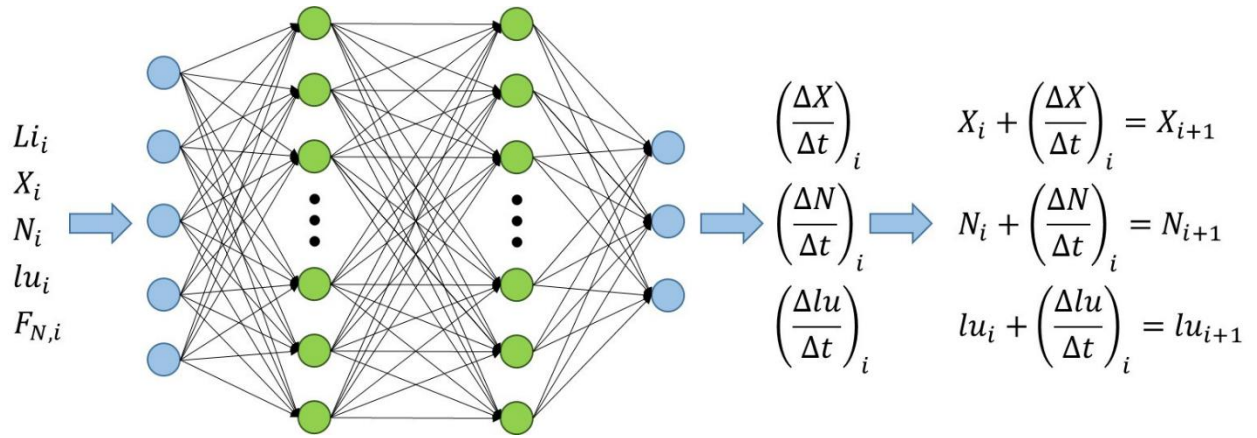 Li_i
X_i
N_i
lu_i
F_{N,i}
(ΔX/Δt)_i
(ΔN/Δt)_i
(Δlu/Δt)_i
X_i + (ΔX/Δt)_i = X_{i+1}
N_i + (ΔN/Δt)_i = N_{i+1}
lu_i + (Δlu/Δt)_i = lu_{i+1}